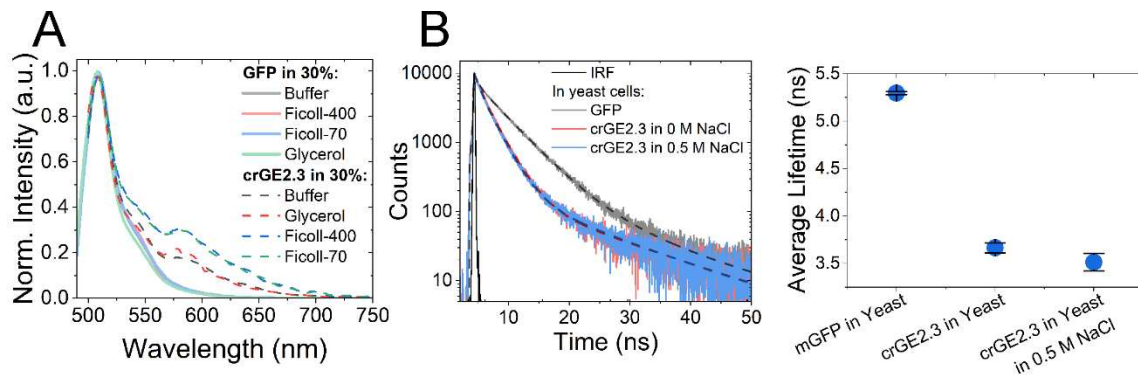 A
Norm. Intensity (a.u.)
1.0
0.8
0.6
0.4
0.2
0.0
500 550 600 650 700 750
Wavelength (nm)
GFP in 30%:
Buffer
Ficoll-400
Ficoll-70
Glycerol
crGE2.3 in 30%:
Buffer
Glycerol
Ficoll-400
Ficoll-70
B
Counts
10000
1000
100
10
10 20 30 40 50
Time (ns)
IRF
In yeast cells:
GFP
crGE2.3 in 0 M NaCl
crGE2.3 in 0.5 M NaCl
Average Lifetime (ns)
5.5
5.0
4.5
4.0
3.5
mGFP in Yeast
crGE2.3 in Yeast
crGE2.3 in Yeast
in 0.5 M NaCl